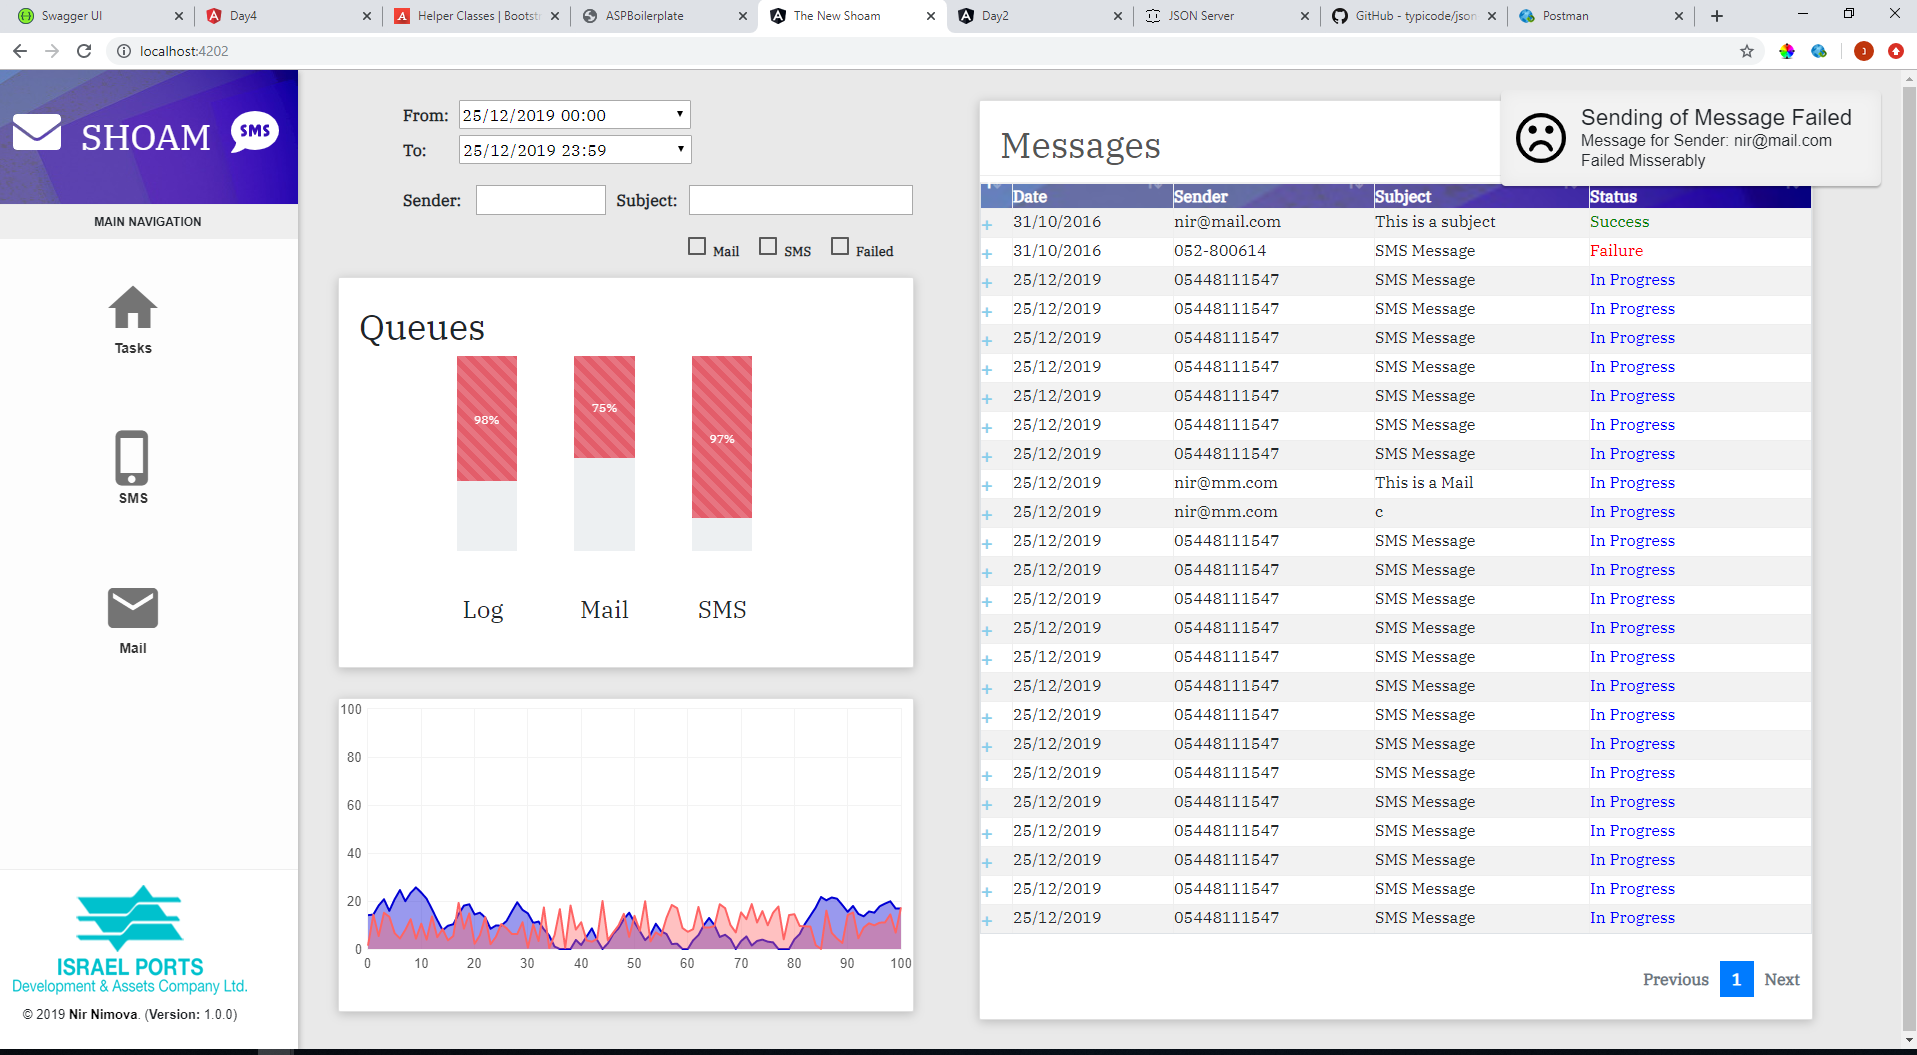 Swagger UI
Day4
Helper Classes | Bootst
ASPBoilerplate
The New Shoam
Day2
JSON Server
GitHub - typicode/json
Postman
localhost:4202
J
SHOAM
SMS
MAIN NAVIGATION
Tasks
SMS
Mail
ISRAEL PORTS
Development & Assets Company Ltd.
© 2019 Nir Nimova. (Version: 1.0.0)
From: 25/12/2019 00:00
To: 25/12/2019 23:59
Sender: Subject:
Mail SMS Failed
Queues
98% 75% 97%
Log Mail SMS
100
80
60
40
20
0
0 10 20 30 40 50 60 70 80 90 100
Messages
Sending of Message Failed
Message for Sender: nir@mail.com
Failed Misserably
Date Sender Subject Status
+ 31/10/2016 nir@mail.com This is a subject Success
+ 31/10/2016 052-800614 SMS Message Failure
+ 25/12/2019 05448111547 SMS Message In Progress
+ 25/12/2019 05448111547 SMS Message In Progress
+ 25/12/2019 05448111547 SMS Message In Progress
+ 25/12/2019 05448111547 SMS Message In Progress
+ 25/12/2019 05448111547 SMS Message In Progress
+ 25/12/2019 05448111547 SMS Message In Progress
+ 25/12/2019 05448111547 SMS Message In Progress
+ 25/12/2019 nir@mm.com This is a Mail In Progress
+ 25/12/2019 nir@mm.com c In Progress
+ 25/12/2019 05448111547 SMS Message In Progress
+ 25/12/2019 05448111547 SMS Message In Progress
+ 25/12/2019 05448111547 SMS Message In Progress
+ 25/12/2019 05448111547 SMS Message In Progress
+ 25/12/2019 05448111547 SMS Message In Progress
+ 25/12/2019 05448111547 SMS Message In Progress
+ 25/12/2019 05448111547 SMS Message In Progress
+ 25/12/2019 05448111547 SMS Message In Progress
+ 25/12/2019 05448111547 SMS Message In Progress
+ 25/12/2019 05448111547 SMS Message In Progress
+ 25/12/2019 05448111547 SMS Message In Progress
+ 25/12/2019 05448111547 SMS Message In Progress
+ 25/12/2019 05448111547 SMS Message In Progress
+ 25/12/2019 05448111547 SMS Message In Progress
Previous 1 Next